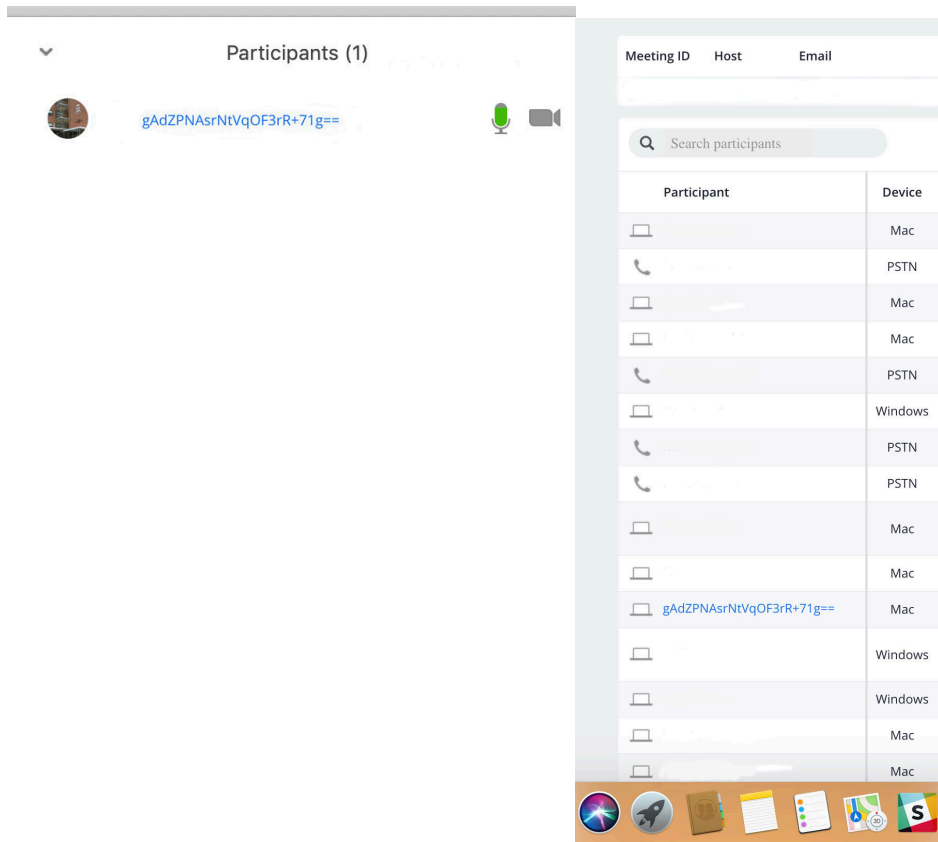 Participants (1)
gAdZPNAsrNtVqOF3rR+71g==
Meeting ID Host Email
Search participants
Participant Device
Mac
PSTN
Mac
Mac
PSTN
Windows
PSTN
PSTN
Mac
Mac
gAdZPNAsrNtVqOF3rR+71g== Mac
Windows
Windows
Mac
Mac
3D
S